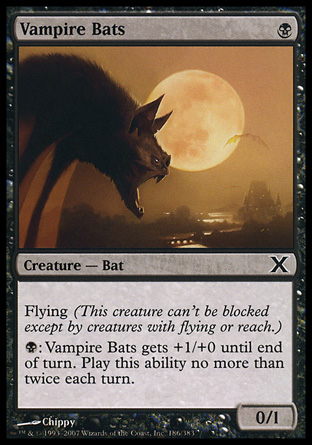 Vampire Bats
Creature — Bat
X
Flying (This creature can't be blocked
except by creatures with flying or reach.)
: Vampire Bats gets +1/+0 until end
of turn. Play this ability no more than
twice each turn.
Chippy
™ & © 1993–2007 Wizards of the Coast, Inc. 186/383
0/1